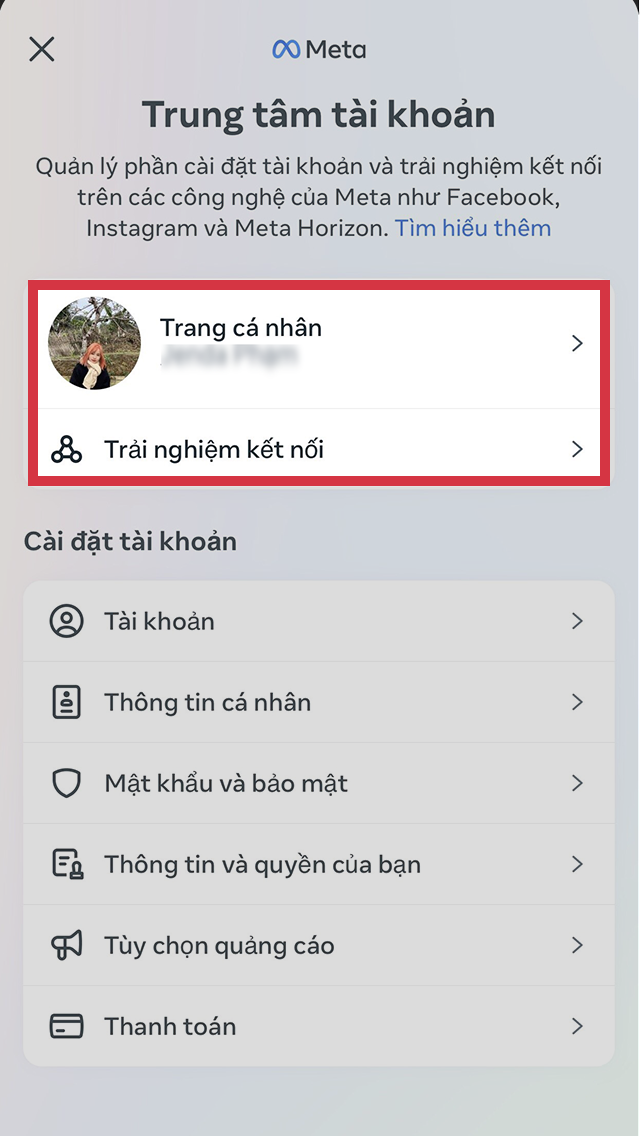 Meta
Trung tâm tài khoản
Quản lý phần cài đặt tài khoản và trải nghiệm kết nối
trên các công nghệ của Meta như Facebook,
Instagram và Meta Horizon. Tìm hiểu thêm
Trang cá nhân
Trải nghiệm kết nối
Cài đặt tài khoản
Tài khoản
Thông tin cá nhân
Mật khẩu và bảo mật
Thông tin và quyền của bạn
Tùy chọn quảng cáo
Thanh toán